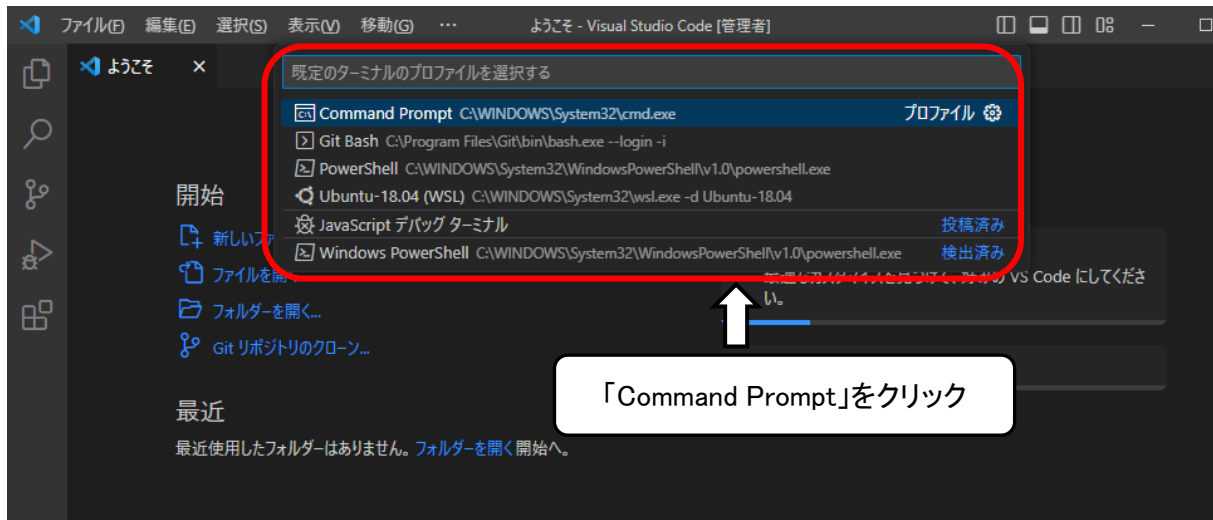 ファイル(F) 編集(E) 選択(S) 表示(V) 移動(G) … ようこそ - Visual Studio Code [管理者]
ようこそ ×
既定のターミナルのプロファイルを選択する
Command Prompt C:\WINDOWS\System32\cmd.exe プロファイル
Git Bash C:\Program Files\Git\bin\bash.exe --login -i
PowerShell C:\WINDOWS\System32\WindowsPowerShell\v1.0\powershell.exe
Ubuntu-18.04 (WSL) C:\WINDOWS\System32\wsl.exe -d Ubuntu-18.04
JavaScript デバッグ ターミナル 投稿済み
Windows PowerShell C:\WINDOWS\System32\WindowsPowerShell\v1.0\powershell.exe 検出済み
開始
新しいファ
ファイルを開
VS Code にしてくださ
い。
フォルダーを開く...
Git リポジトリのクローン...
「Command Prompt」をクリック
最近
最近使用したフォルダーはありません。フォルダーを開く開始へ。